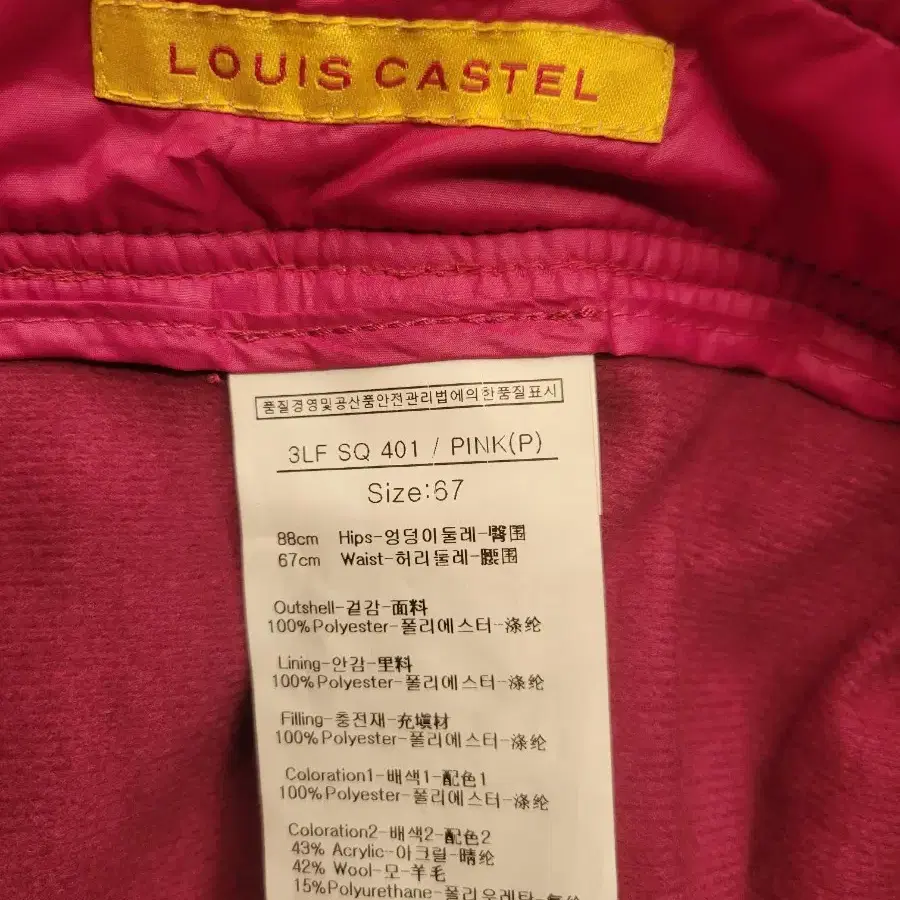 LOUIS CASTEL
품질경영및공산품안전관리법에의한품질표시
3LF SQ 401 / PINK(P)
Size:67
88cm Hips-엉덩이둘레-臀围
67cm Waist-허리둘레-腰围
Outshell-겉감-面料
100%Polyester-폴리에스터-涤纶
Lining-안감-里料
100%Polyester-폴리에스터-涤纶
Filling-충전재-充填材
100%Polyester-폴리에스터-涤纶
Coloration1-배색1-配色1
100%Polyester-폴리에스터-涤纶
Coloration2-배색2-配色2
43% Acrylic-아크릴-晴纶
42% Wool-모-羊毛
15%Polyurethane-폴리우레탄-